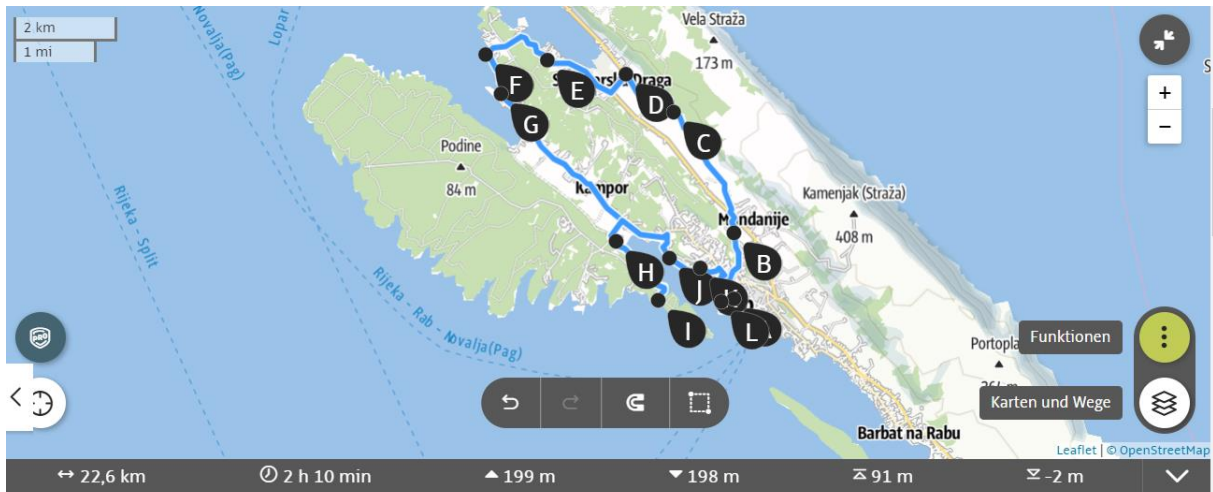 2 km
1 mi
Novalja(Pag)
Lopar
Vela Straža
173 m
S
F
E
Draga
D
G
C
+
−
Podine
84 m
Kampor
Kamenjak (Straža)
408 m
Mundanije
B
H
J
I
L
A
Rijeka - Split
Rijeka - Rab - Novalja(Pag)
PRO
Portopla
Funktionen
Karten und Wege
Barbat na Rabu
Leaflet | © OpenStreetMap
22,6 km 2 h 10 min 199 m 198 m 91 m -2 m